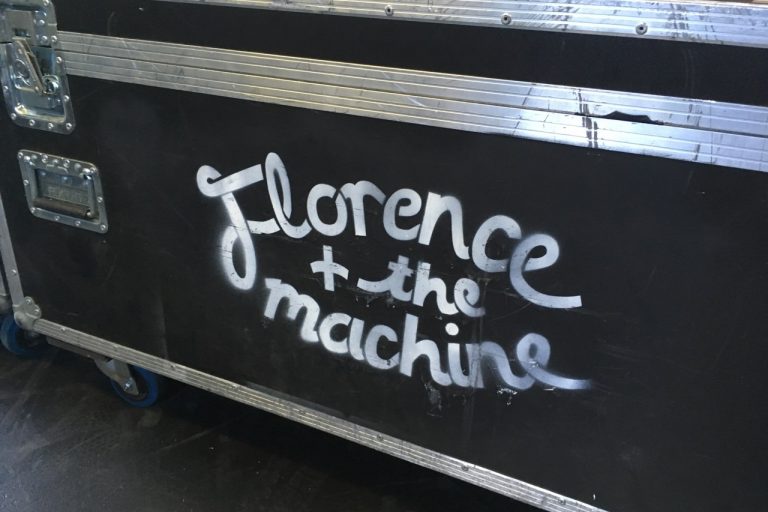 Florence
+ the
machine